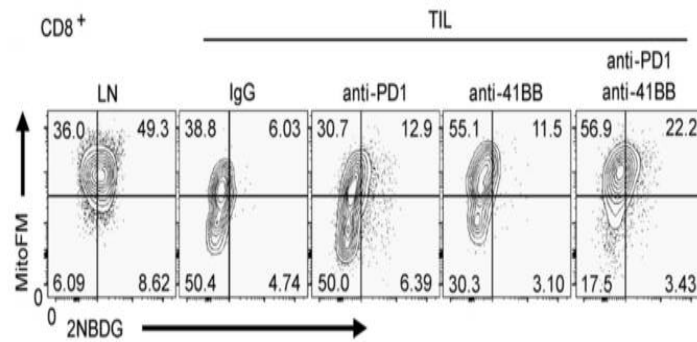 CD8+
TIL
LN
IgG
anti-PD1
anti-41BB
anti-PD1
anti-41BB
36.0 49.3
38.8 6.03
30.7 12.9
55.1 11.5
56.9 22.2
MitoFM
6.09 8.62
50.4 4.74
50.0 6.39
30.3 3.10
17.5 3.43
0
0
2NBDG